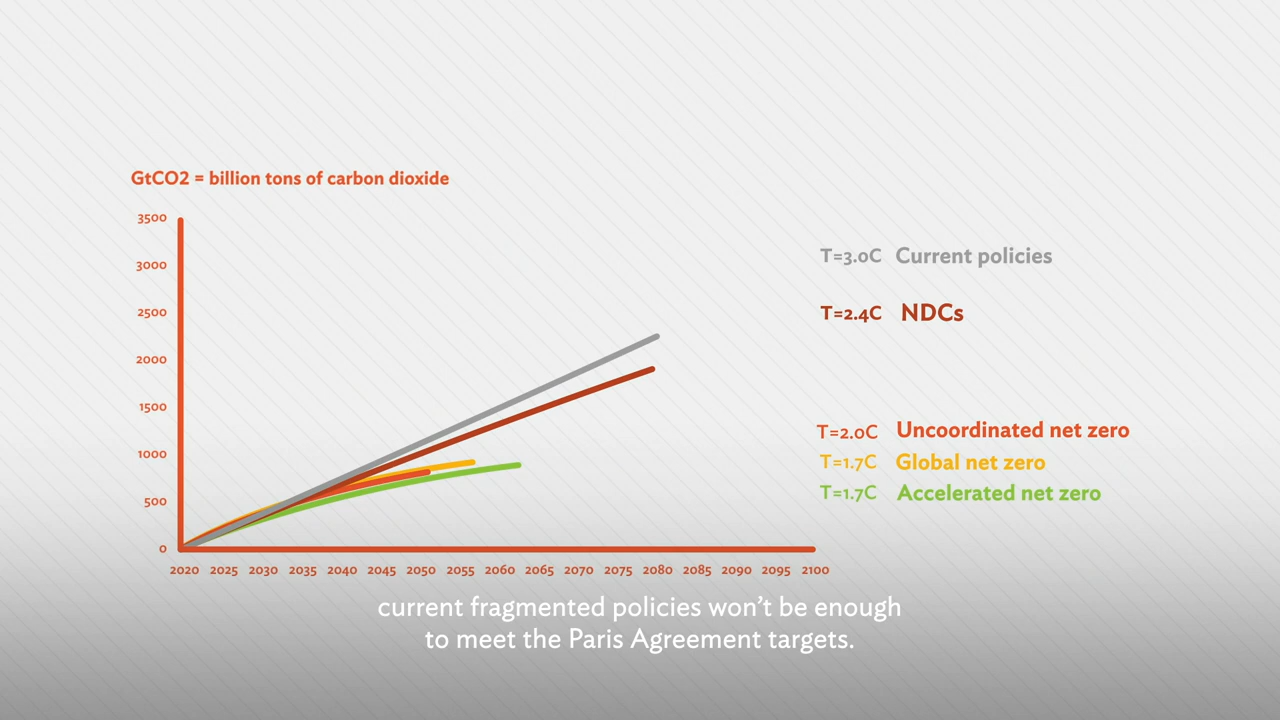 GtCO2 = billion tons of carbon dioxide
3500
3000
2500
2000
1500
1000
500
0
2020 2025 2030 2035 2040 2045 2050 2055 2060 2065 2070 2075 2080 2085 2090 2095 2100
T=3.0C Current policies
T=2.4C NDCs
T=2.0C Uncoordinated net zero
T=1.7C Global net zero
T=1.7C Accelerated net zero
current fragmented policies won’t be enough
to meet the Paris Agreement targets.